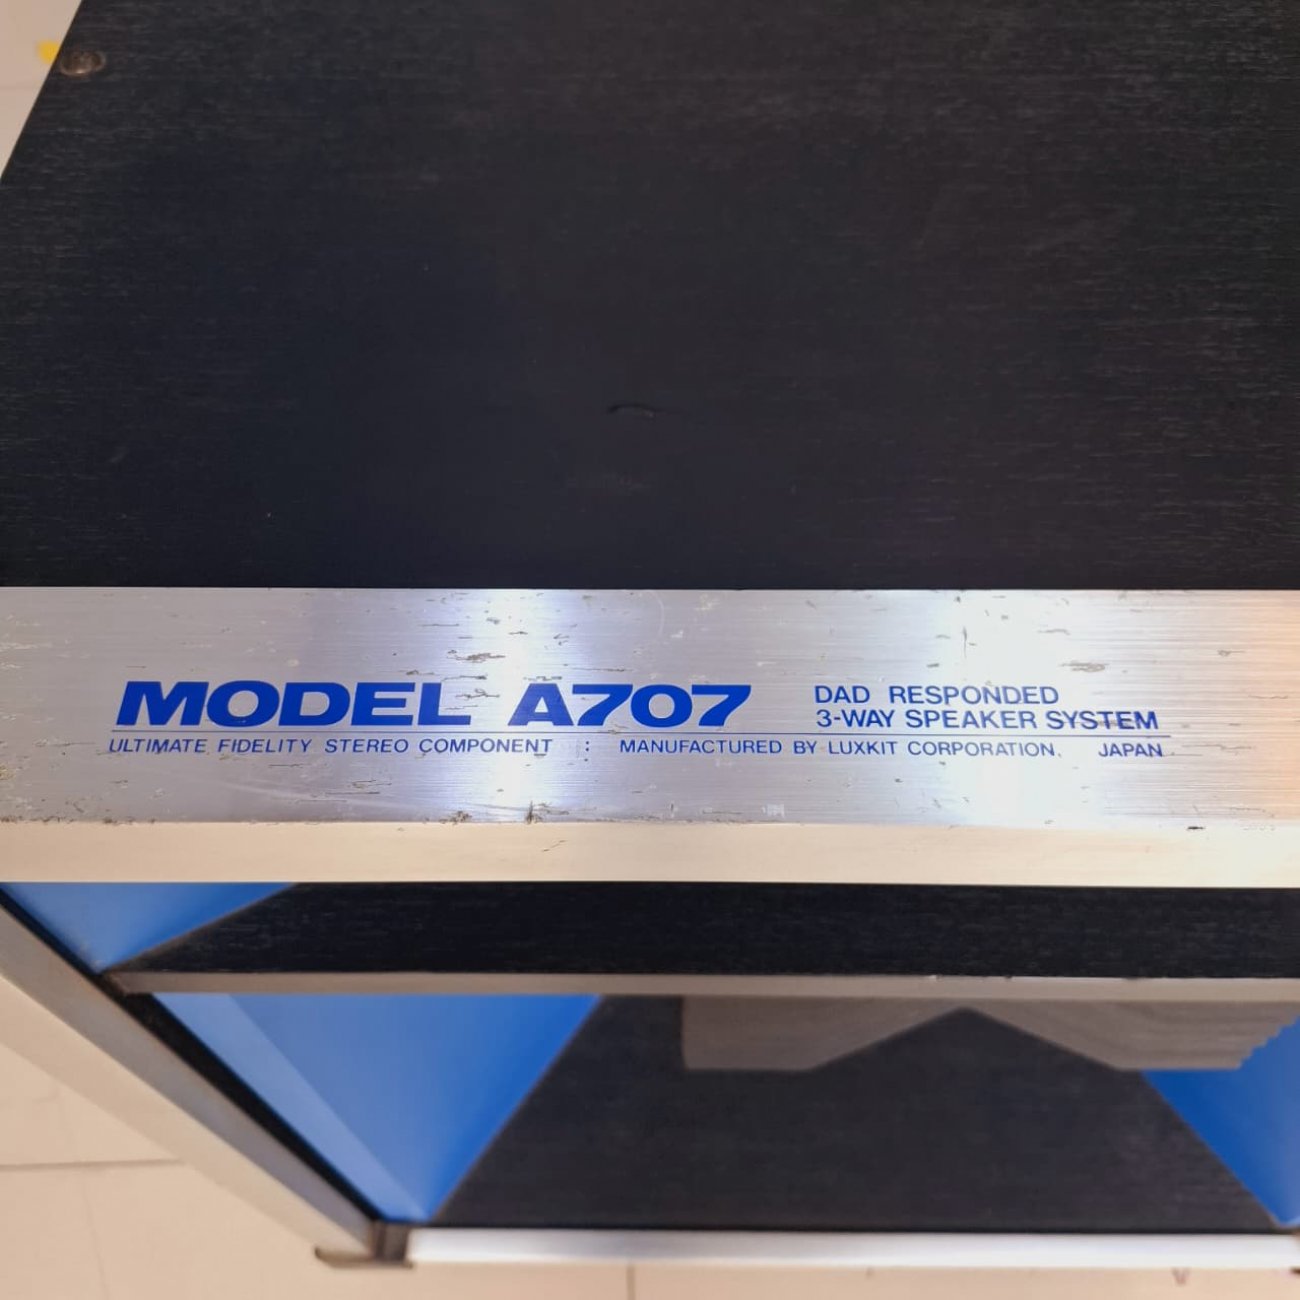 MODEL A707
DAD RESPONDED
3-WAY SPEAKER SYSTEM
ULTIMATE FIDELITY STEREO COMPONENT : MANUFACTURED BY LUXKIT CORPORATION. JAPAN